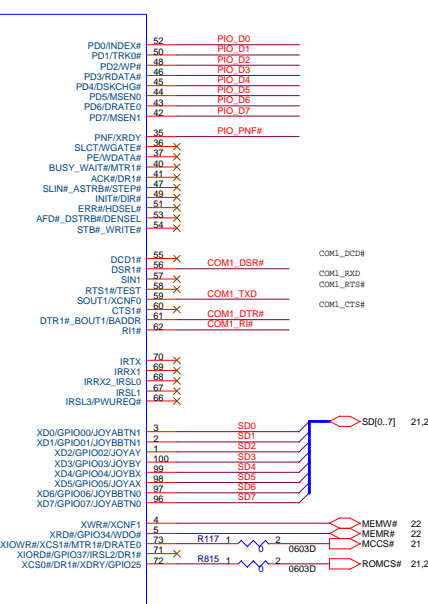 PD0/INDEX# 52 PIO_D0
PD1/TRK0# 50 PIO_D1
PD2/WP# 48 PIO_D2
PD3/RDATA# 46 PIO_D3
PD4/DSKCHG# 45 PIO_D4
PD5/MSEN0 44 PIO_D5
PD6/DRATE0 43 PIO_D6
PD7/MSEN1 42 PIO_D7
PNF/XRDY 35 PIO_PNF#
SLCT/WGATE# 36
PE/WDATA# 37
BUSY_WAIT#/MTR1# 40
ACK#/DR1# 41
SLIN#_ASTRB#/STEP# 47
INIT#/DIR# 49
ERR#/HDSEL# 51
AFD#_DSTRB#/DENSEL 53
STB#_WRITE# 54
DCD1# 55 COM1_DCD#
DSR1# 56 COM1_DSR#
SIN1 57 COM1_RXD
RTS1#/TEST 58 COM1_RTS#
SOUT1/XCNF0 59 COM1_TXD
CTS1# 60 COM1_CTS#
DTR1#_BOUT1/BADDR 61 COM1_DTR#
RI1# 62 COM1_RI#
IRTX 70
IRRX1 69
IRRX2_IRSL0 68
IRSL1 67
IRSL3/PWUREQ# 66
XD0/GPIO00/JOYABTN1 3 SD0 SD[0..7] 21,2
XD1/GPIO01/JOYBBTN1 2 SD1
XD2/GPIO02/JOYAY 1 SD2
XD3/GPIO03/JOYBY 100 SD3
XD4/GPIO04/JOYBX 99 SD4
XD5/GPIO05/JOYAX 98 SD5
XD6/GPIO06/JOYBBTN0 97 SD6
XD7/GPIO07/JOYABTN0 96 SD7
XWR#/XCNF1 4 MEMW# 22
XRD#/GPIO34/WDO# 5 MEMR# 22
XIOWR#/XCS1#/MTR1#/DRATE0 73 R117 1 2 0 0603D MCCS# 21
XIORD#/GPIO37/IRSL2/DR1# 71
XCS0#/DR1#/XDRY/GPIO25 72 R815 1 2 0 0603D ROMCS# 21,2